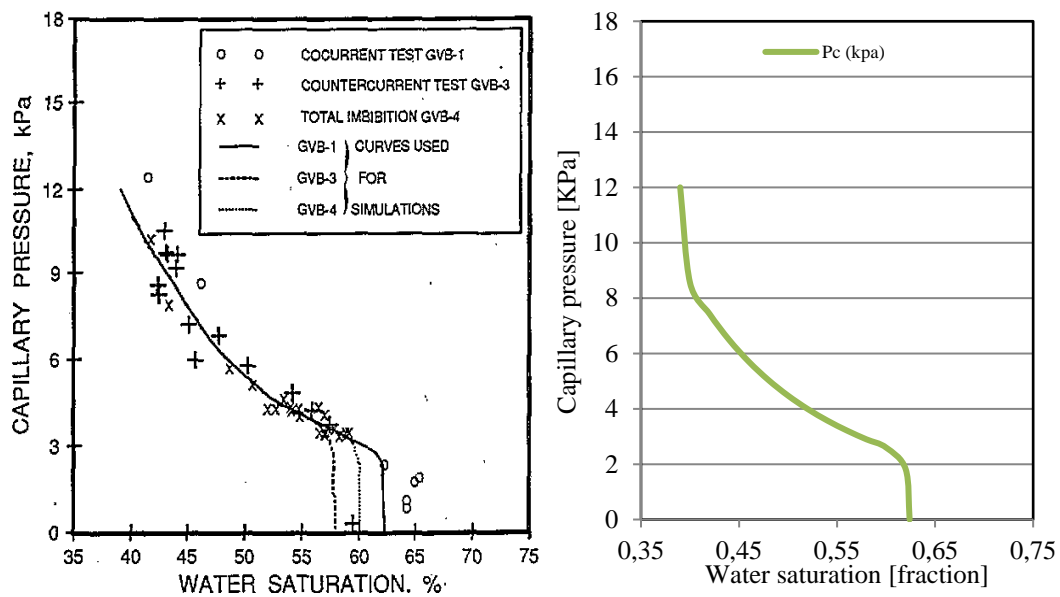 18
15
12
9
6
3
0
CAPILLARY PRESSURE, kPa
o o COCURRENT TEST GVB-1
+ + COUNTERCURRENT TEST GVB-3
x x TOTAL IMBIBITION GVB-4
GVB-1 CURVES USED
GVB-3 FOR
GVB-4 SIMULATIONS
35 40 45 50 55 60 65 70 75
WATER SATURATION. %
18
16
14
12
10
8
6
4
2
0
Capillary pressure [KPa]
Pc (kpa)
0,35 0,45 0,55 0,65 0,75
Water saturation [fraction]